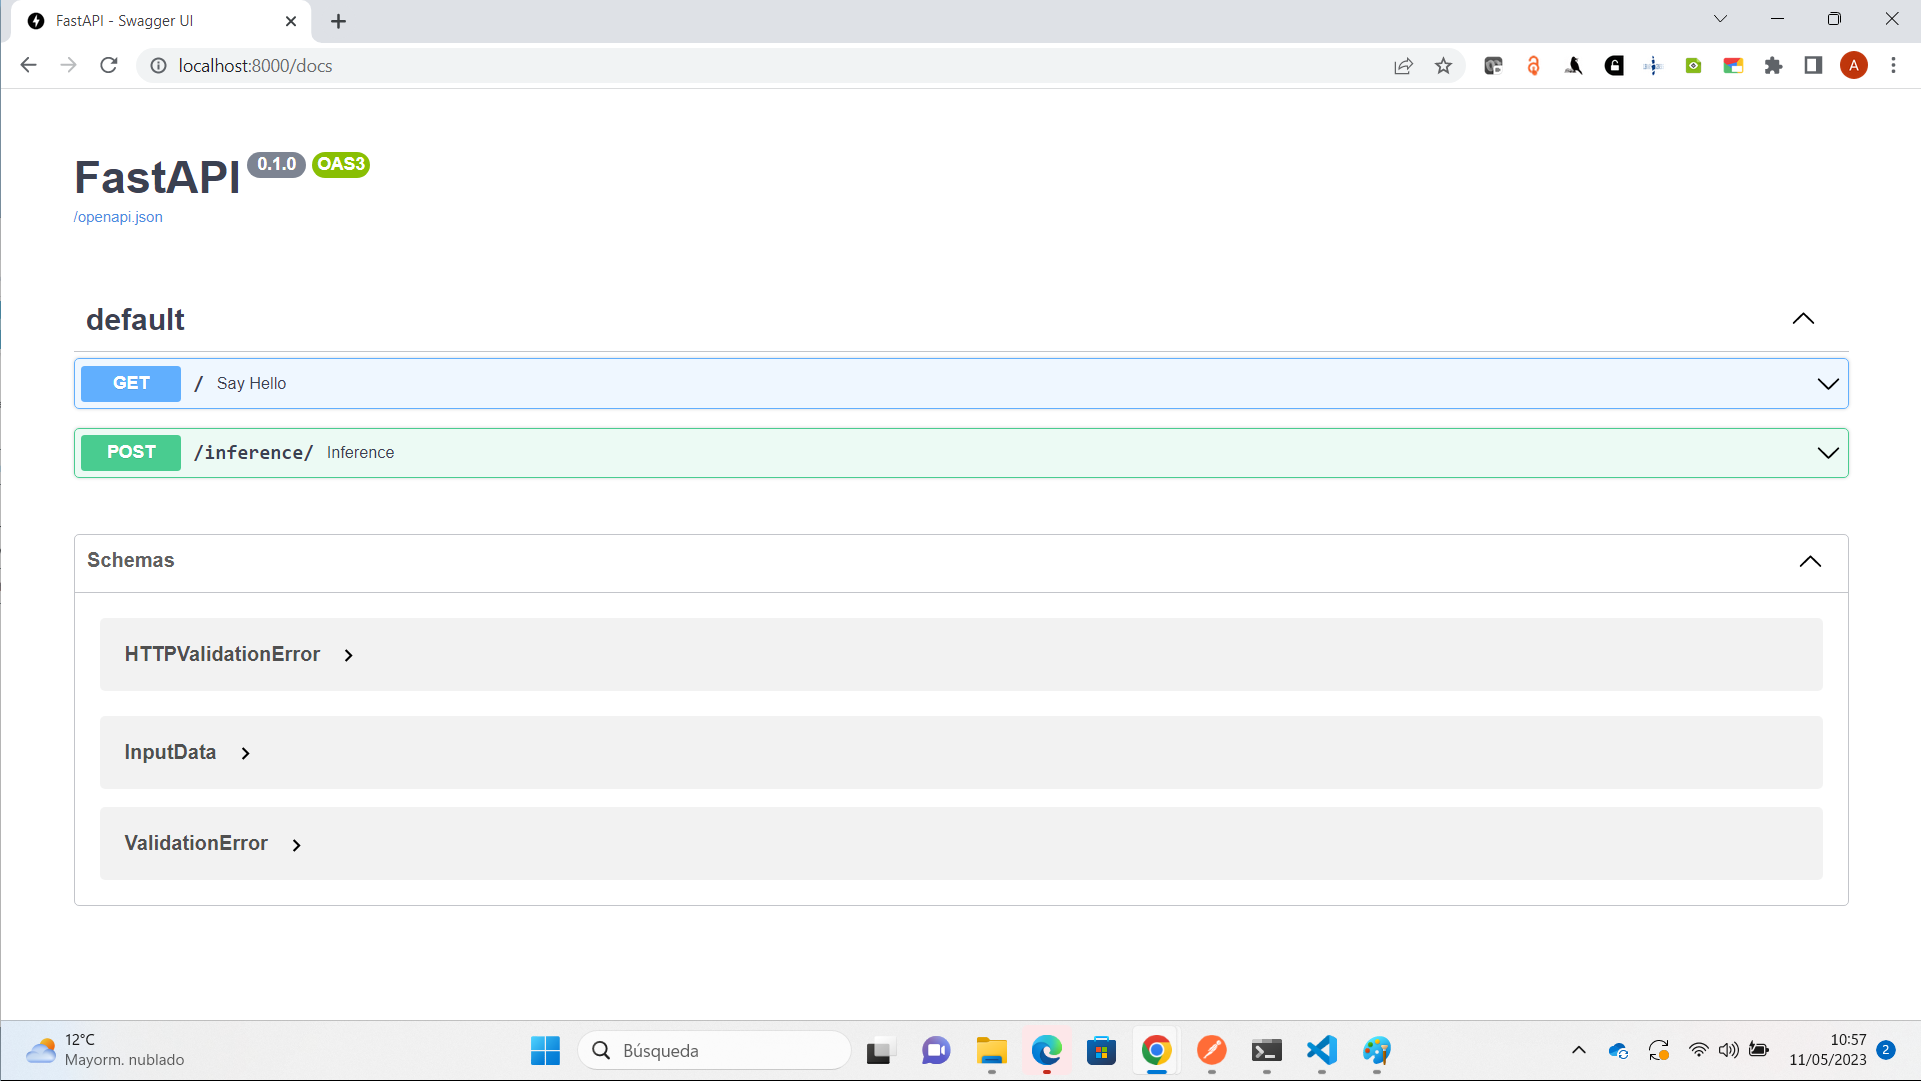 FastAPI - Swagger UI
localhost:8000/docs
A
FastAPI 0.1.0 OAS3
/openapi.json
default
GET / Say Hello
POST /inference/ Inference
Schemas
HTTPValidationError
InputData
ValidationError
12°C
Mayorm. nublado
Búsqueda
10:57
11/05/2023
2